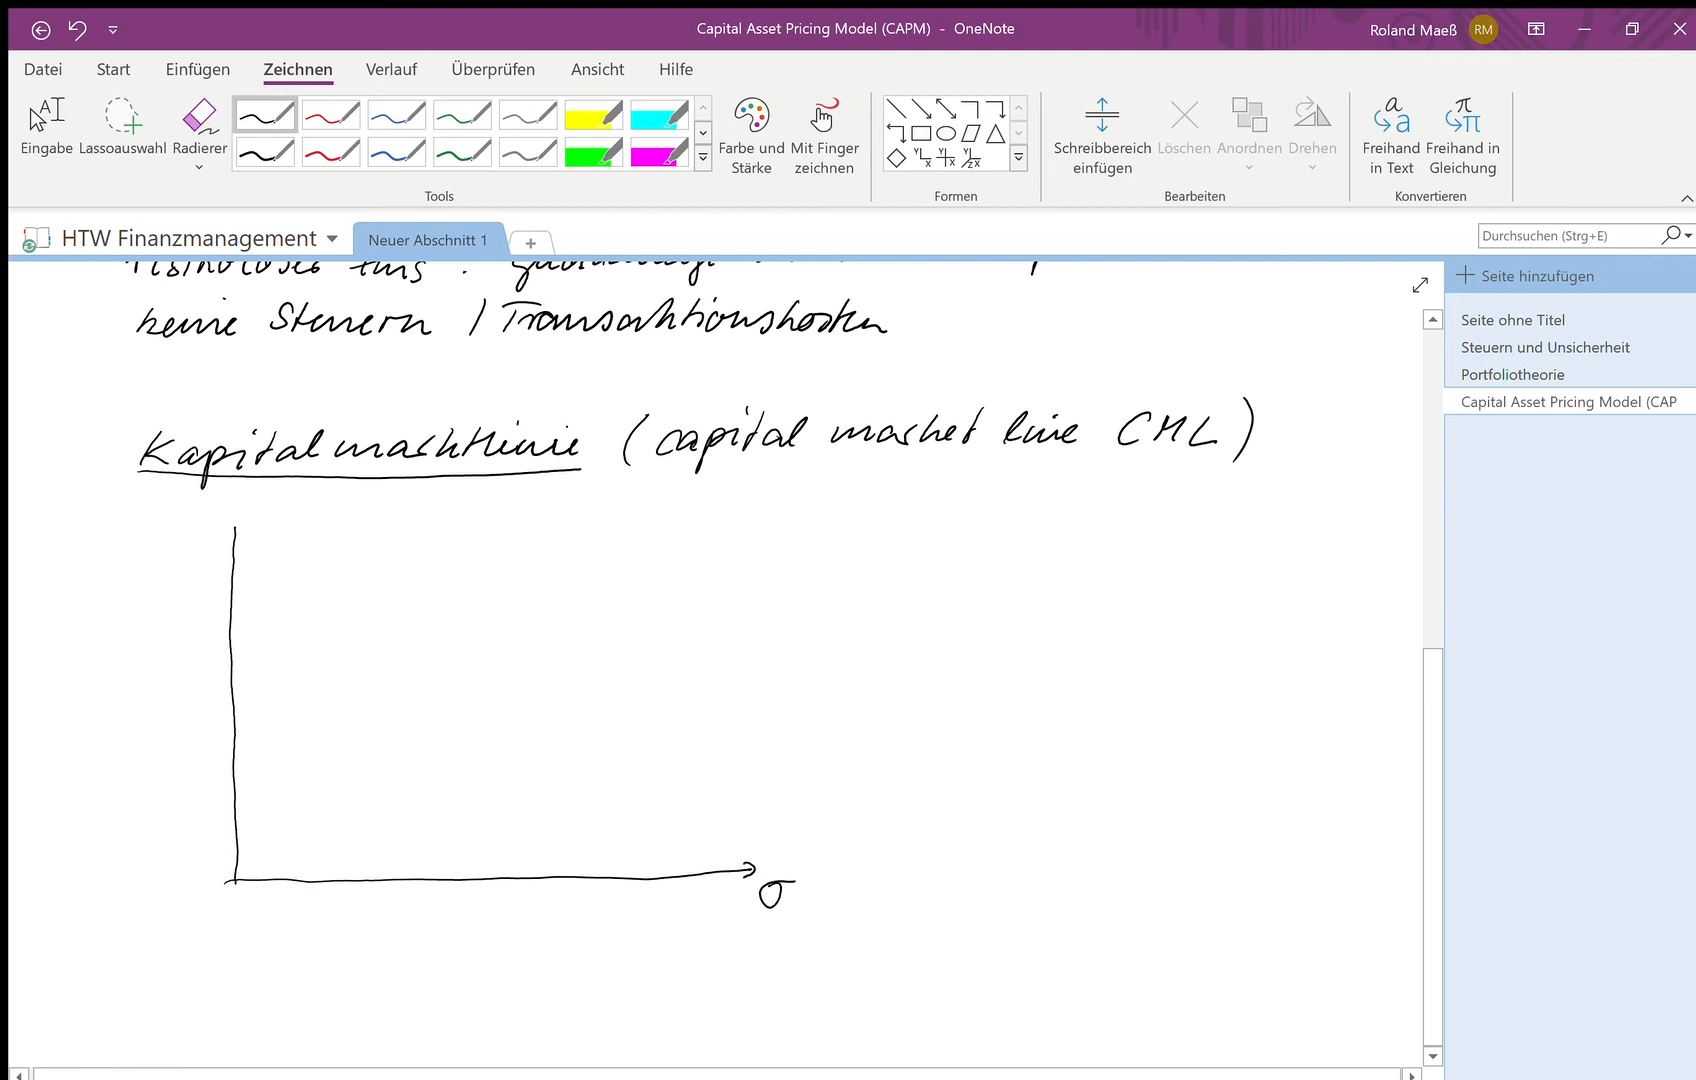 Capital Asset Pricing Model (CAPM) - OneNote
Roland Maeß RM
Datei Start Einfügen Zeichnen Verlauf Überprüfen Ansicht Hilfe
Eingabe Lassoauswahl Radierer
Farbe und Stärke
Mit Finger zeichnen
Schreibbereich einfügen
Löschen Anordnen Drehen
Freihand in Text
Freihand in Gleichung
Tools Formen Bearbeiten Konvertieren
HTW Finanzmanagement Neuer Abschnitt 1 +
Durchsuchen (Strg+E)
Seite hinzufügen
Seite ohne Titel
Steuern und Unsicherheit
Portfoliotheorie
Capital Asset Pricing Model (CAP
keine Steuern / Transaktionskosten
Kapitalmarktlinie (capital market line CML)
σ